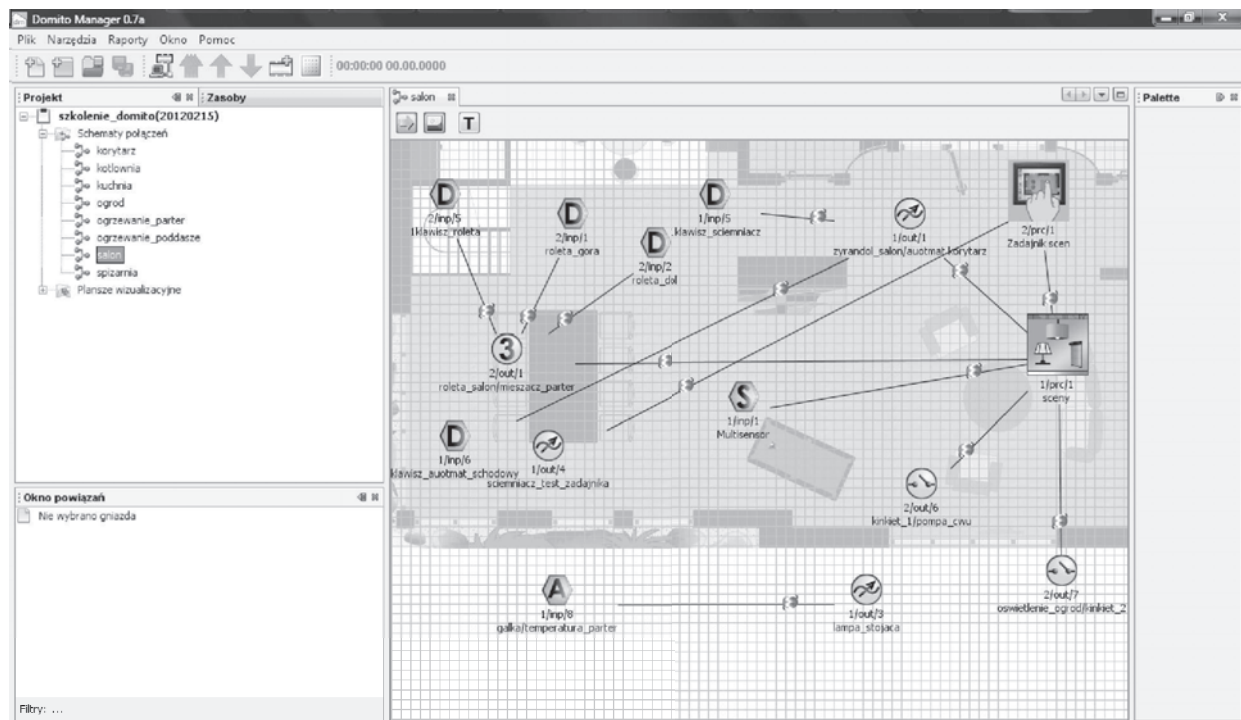 Domito Manager 0.7a
Plik Narzędzia Raporty Okno Pomoc
00:00:00 00.00.0000
Projekt
Zasoby
szkolenie_domito(20120215)
Schematy połączeń
korytarz
kotlownia
kuchnia
ogrod
ogrzewanie_parter
ogrzewanie_poddasze
salon
spizarnia
Plansze wizualizacyjne
Okno powiązań
Nie wybrano gniazda
Filtry: ...
salon
T
Palette
D
2/inp/5
1klawisz_roleta
D
2/inp/1
roleta_gora
D
2/inp/2
roleta_dol
D
1/inp/5
.klawisz_sciemniacz
1/out/1
zyrandol_salon/auotmat_korytarz
2/prc/1
Zadajnik scen
3
2/out/1
roleta_salon/meszacz_parter
1/prc/1
sceny
S
1/inp/1
Multisensor
D
1/inp/6
klawisz_auotmat_schodowy
1/out/4
sciemniacz_test_zadajnika
2/out/6
kinkiet_1/pompa_cwu
2/out/7
oswietlenie_ogrod/kinkiet_2
A
1/inp/8
galka/temperatura_parter
1/out/3
lampa_stojaca